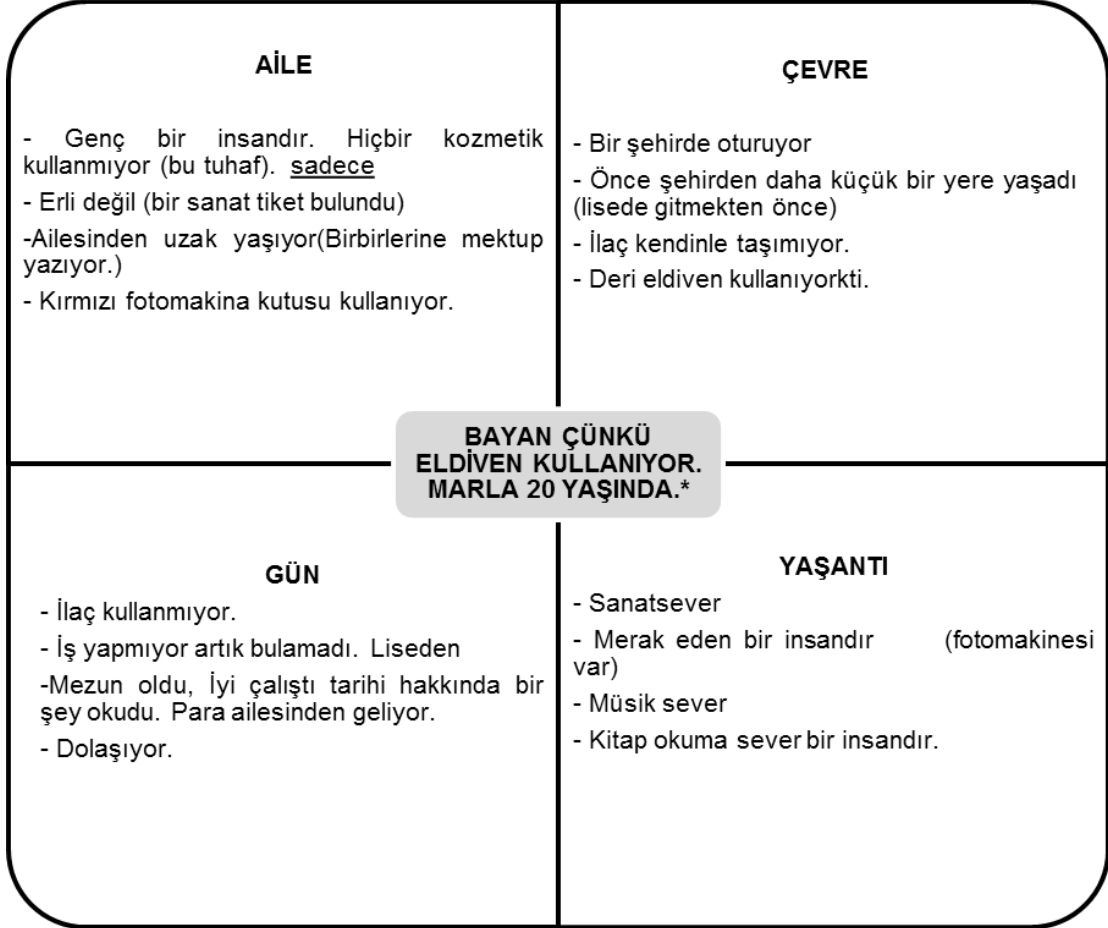 AİLE
- Genç bir insandır. Hiçbir kozmetik
kullanmıyor (bu tuhaf). sadece
- Erli değil (bir sanat tiket bulundu)
-Ailesinden uzak yaşıyor(Birbirlerine mektup
yazıyor.)
- Kırmızı fotomakina kutusu kullanıyor.
ÇEVRE
- Bir şehirde oturuyor
- Önce şehirden daha küçük bir yere yaşadı
(lisede gitmekten önce)
- İlaç kendinle taşımıyor.
- Deri eldiven kullanıyorkti.
BAYAN ÇÜNKÜ
ELDİVEN KULLANIYOR.
MARLA 20 YAŞINDA.*
GÜN
- İlaç kullanmıyor.
- İş yapmıyor artık bulamadı. Liseden
-Mezun oldu, İyi çalıştı tarihi hakkında bir
şey okudu. Para ailesinden geliyor.
- Dolaşıyor.
YAŞANTI
- Sanatsever
- Merak eden bir insandır (fotomakinesi
var)
- Müsik sever
- Kitap okuma sever bir insandır.